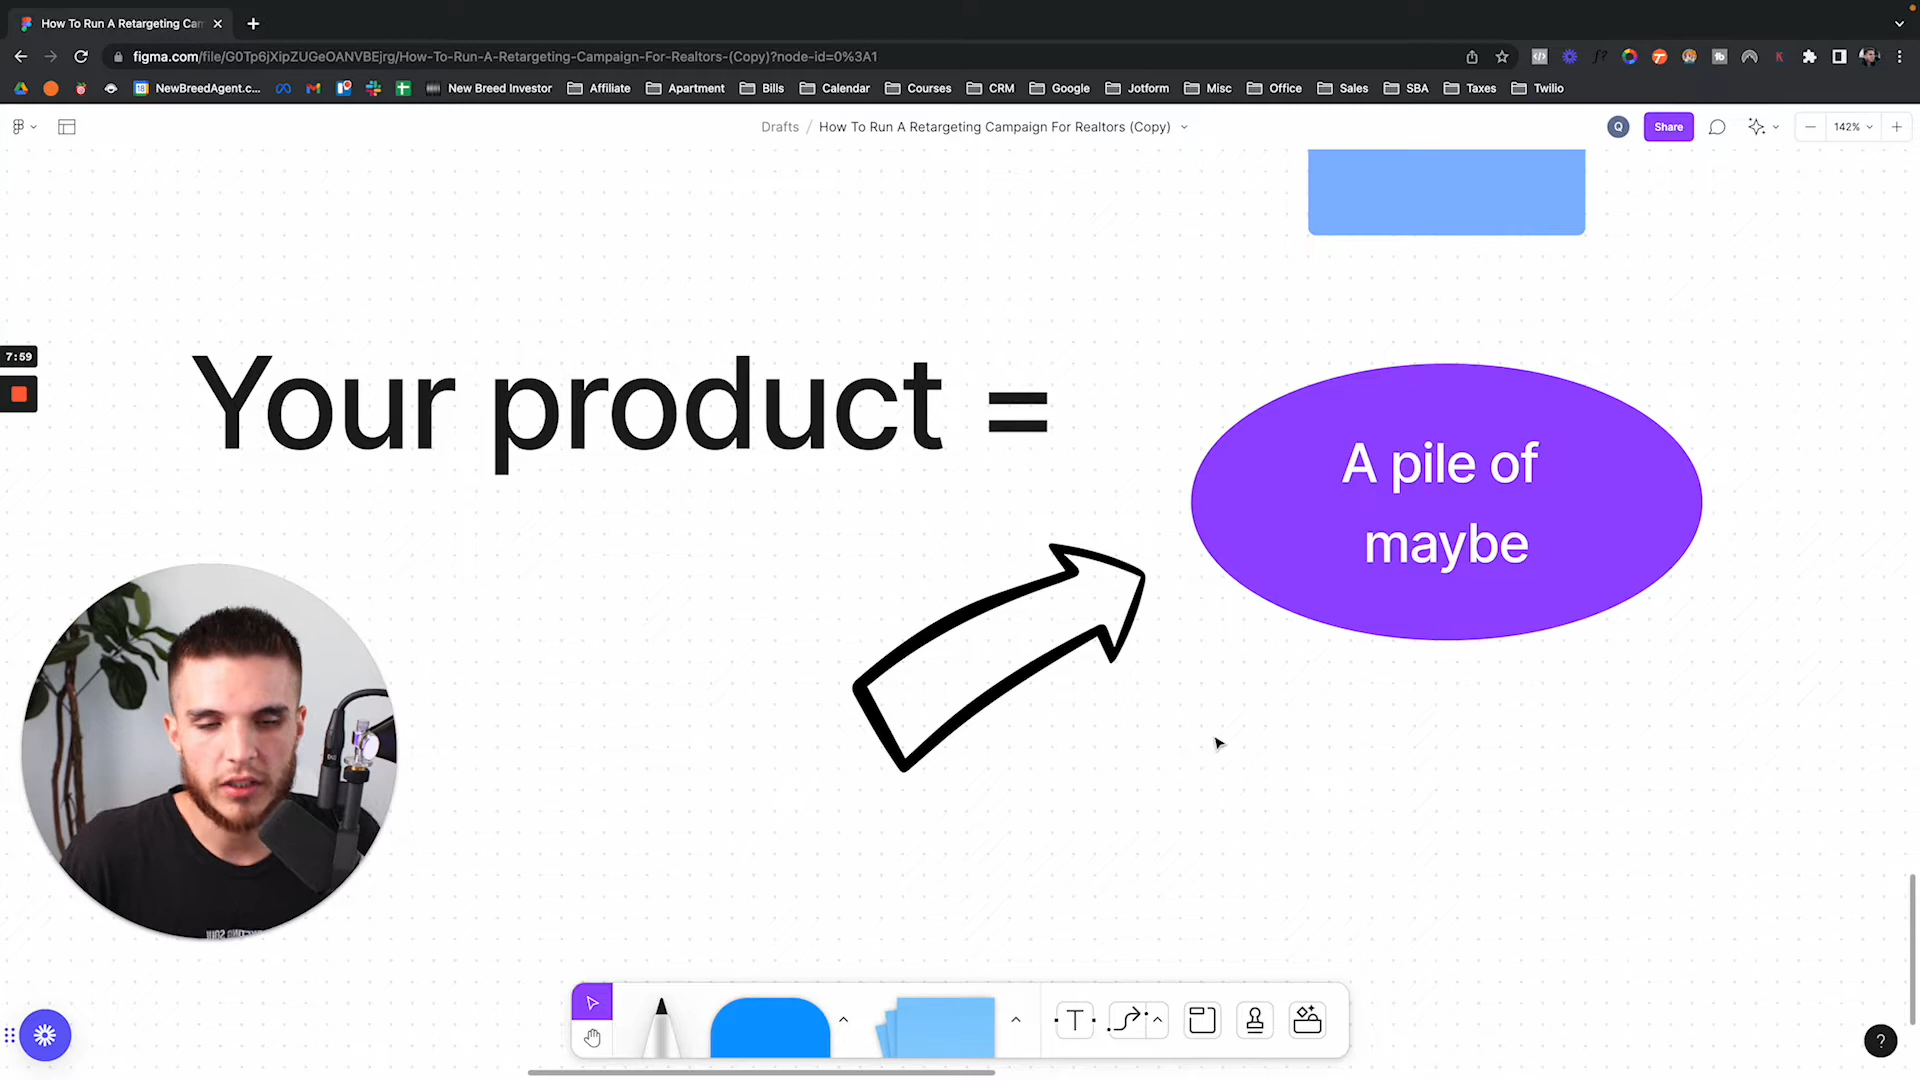 How To Run A Retargeting Car
figma.com/file/G0Tp6jXipZUGeOANVBEjrg/How-To-Run-A-Retargeting-Campaign-For-Realtors-(Copy)?node-id=0%3A1
NewBreedAgent.c... New Breed Investor Affiliate Apartment Bills Calendar Courses CRM Google Jotform Misc Office Sales SBA Taxes Twilio
Drafts / How To Run A Retargeting Campaign For Realtors (Copy)
Q Share 142%
7:59
Your product =
A pile of
maybe
T
?